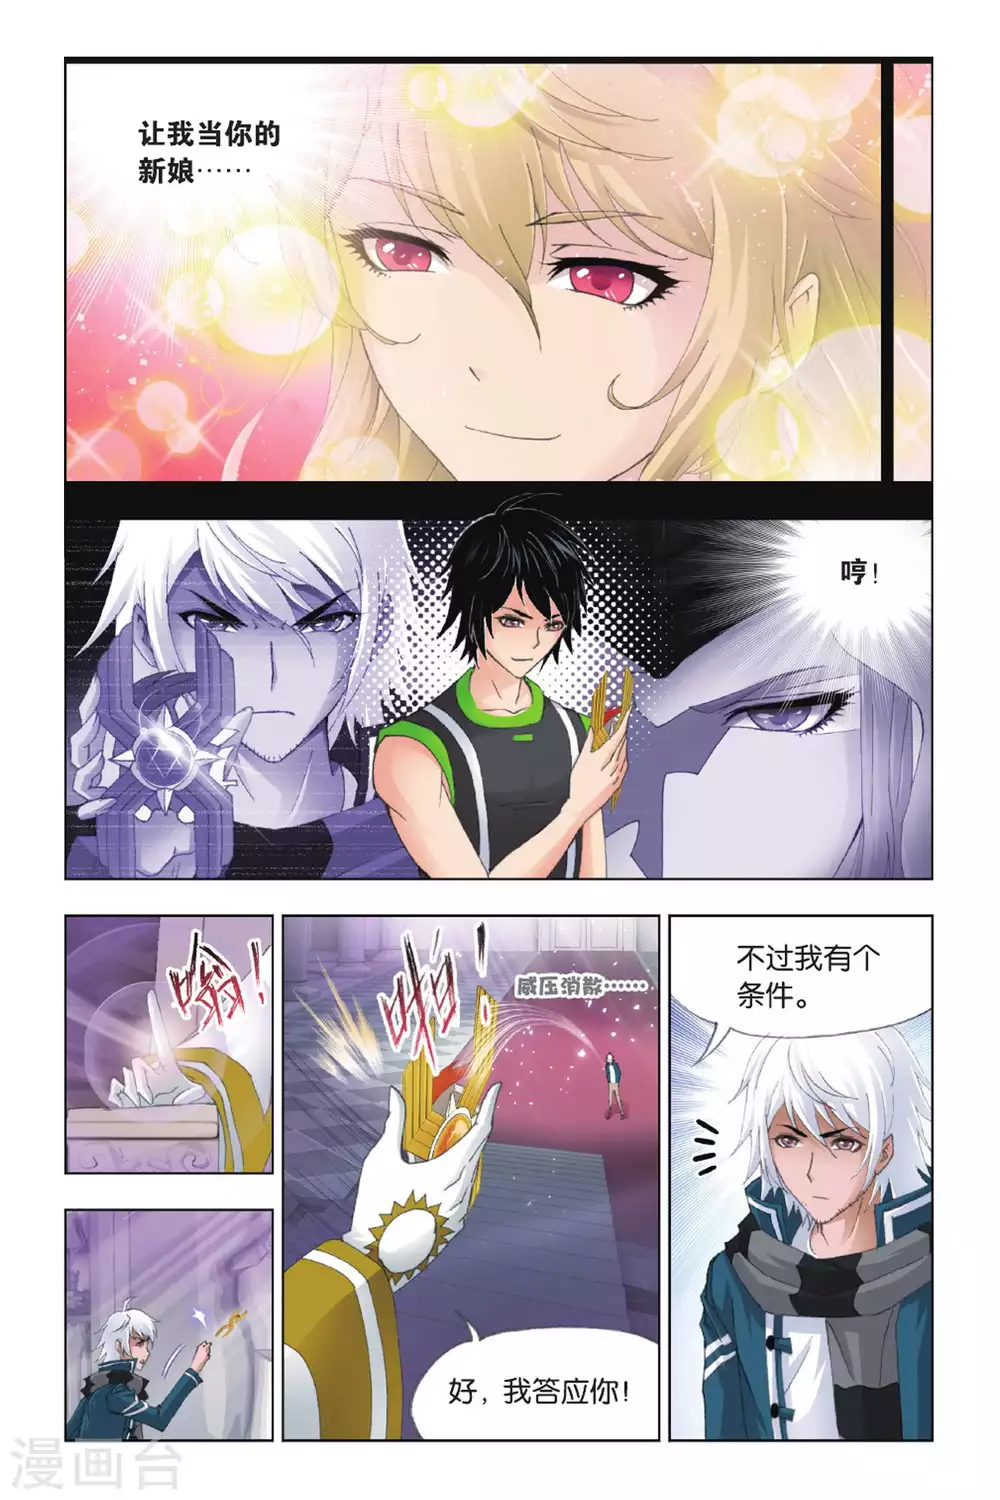 让我当你的
新娘……
哼！
嗡！
啪！
威压消散……
不过我有个
条件。
好，我答应你！
漫画台